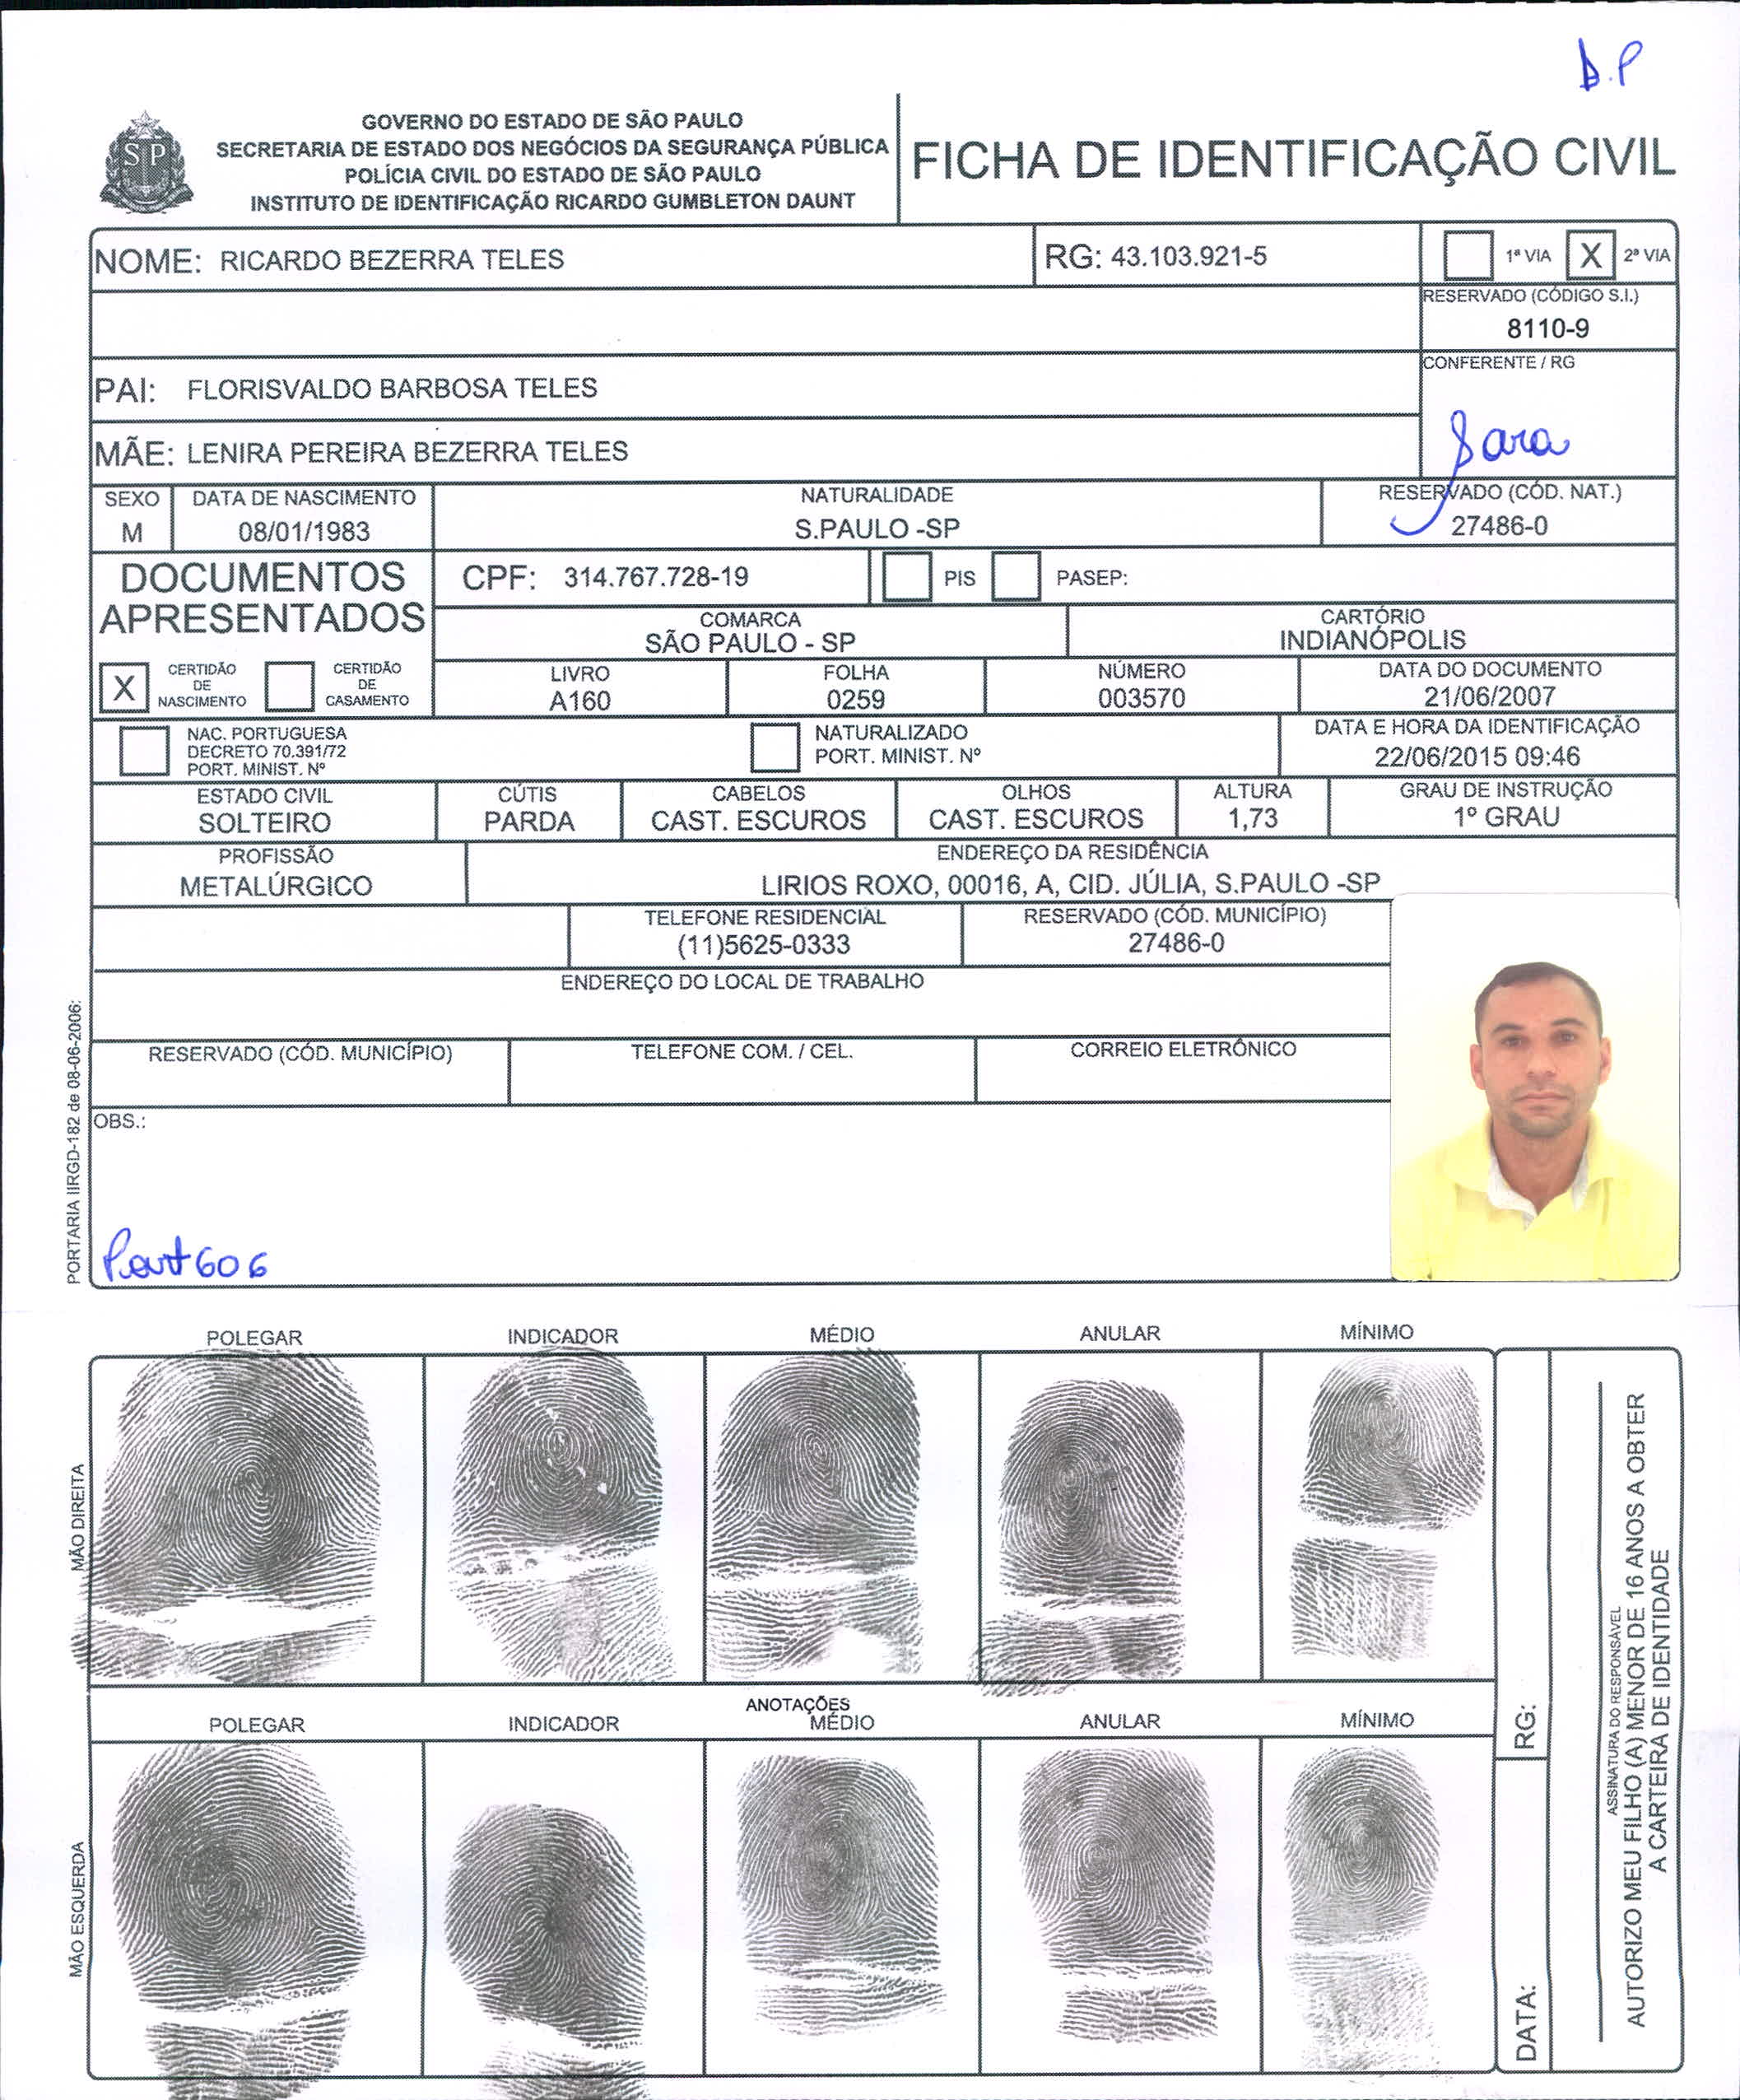 D.P
SP
GOVERNO DO ESTADO DE SÃO PAULO
SECRETARIA DE ESTADO DOS NEGÓCIOS DA SEGURANÇA PÚBLICA
POLÍCIA CIVIL DO ESTADO DE SÃO PAULO
INSTITUTO DE IDENTIFICAÇÃO RICARDO GUMBLETON DAUNT
FICHA DE IDENTIFICAÇÃO CIVIL
NOME: RICARDO BEZERRA TELES
RG: 43.103.921-5
1ª VIA X 2ª VIA
RESERVADO (CÓDIGO S.I.)
8110-9
PAI: FLORISVALDO BARBOSA TELES
CONFERENTE / RG
Sara
MÃE: LENIRA PEREIRA BEZERRA TELES
SEXO
M
DATA DE NASCIMENTO
08/01/1983
NATURALIDADE
S.PAULO -SP
RESERVADO (CÓD. NAT.)
27486-0
DOCUMENTOS
APRESENTADOS
CPF: 314.767.728-19
PIS
PASEP:
COMARCA
SÃO PAULO - SP
CARTÓRIO
INDIANÓPOLIS
X CERTIDÃO
DE
NASCIMENTO
CERTIDÃO
DE
CASAMENTO
LIVRO
A160
FOLHA
0259
NÚMERO
003570
DATA DO DOCUMENTO
21/06/2007
NAC. PORTUGUESA
DECRETO 70.391/72
PORT. MINIST. Nº
NATURALIZADO
PORT. MINIST. Nº
DATA E HORA DA IDENTIFICAÇÃO
22/06/2015 09:46
ESTADO CIVIL
SOLTEIRO
CÚTIS
PARDA
CABELOS
CAST. ESCUROS
OLHOS
CAST. ESCUROS
ALTURA
1,73
GRAU DE INSTRUÇÃO
1º GRAU
PROFISSÃO
METALÚRGICO
ENDEREÇO DA RESIDÊNCIA
LIRIOS ROXO, 00016, A, CID. JÚLIA, S.PAULO -SP
TELEFONE RESIDENCIAL
(11)5625-0333
RESERVADO (CÓD. MUNICÍPIO)
27486-0
ENDEREÇO DO LOCAL DE TRABALHO
RESERVADO (CÓD. MUNICÍPIO)
TELEFONE COM. / CEL.
CORREIO ELETRÔNICO
OBS.:
606
PORTARIA IIRGD-182 de 08-06-2006:
POLEGAR INDICADOR MÉDIO ANULAR MÍNIMO
MÃO DIREITA
ANOTAÇÕES
POLEGAR INDICADOR MÉDIO ANULAR MÍNIMO
MÃO ESQUERDA
RG:
DATA:
ASSINATURA DO RESPONSÁVEL
AUTORIZO MEU FILHO (A) MENOR DE 16 ANOS A OBTER
A CARTEIRA DE IDENTIDADE